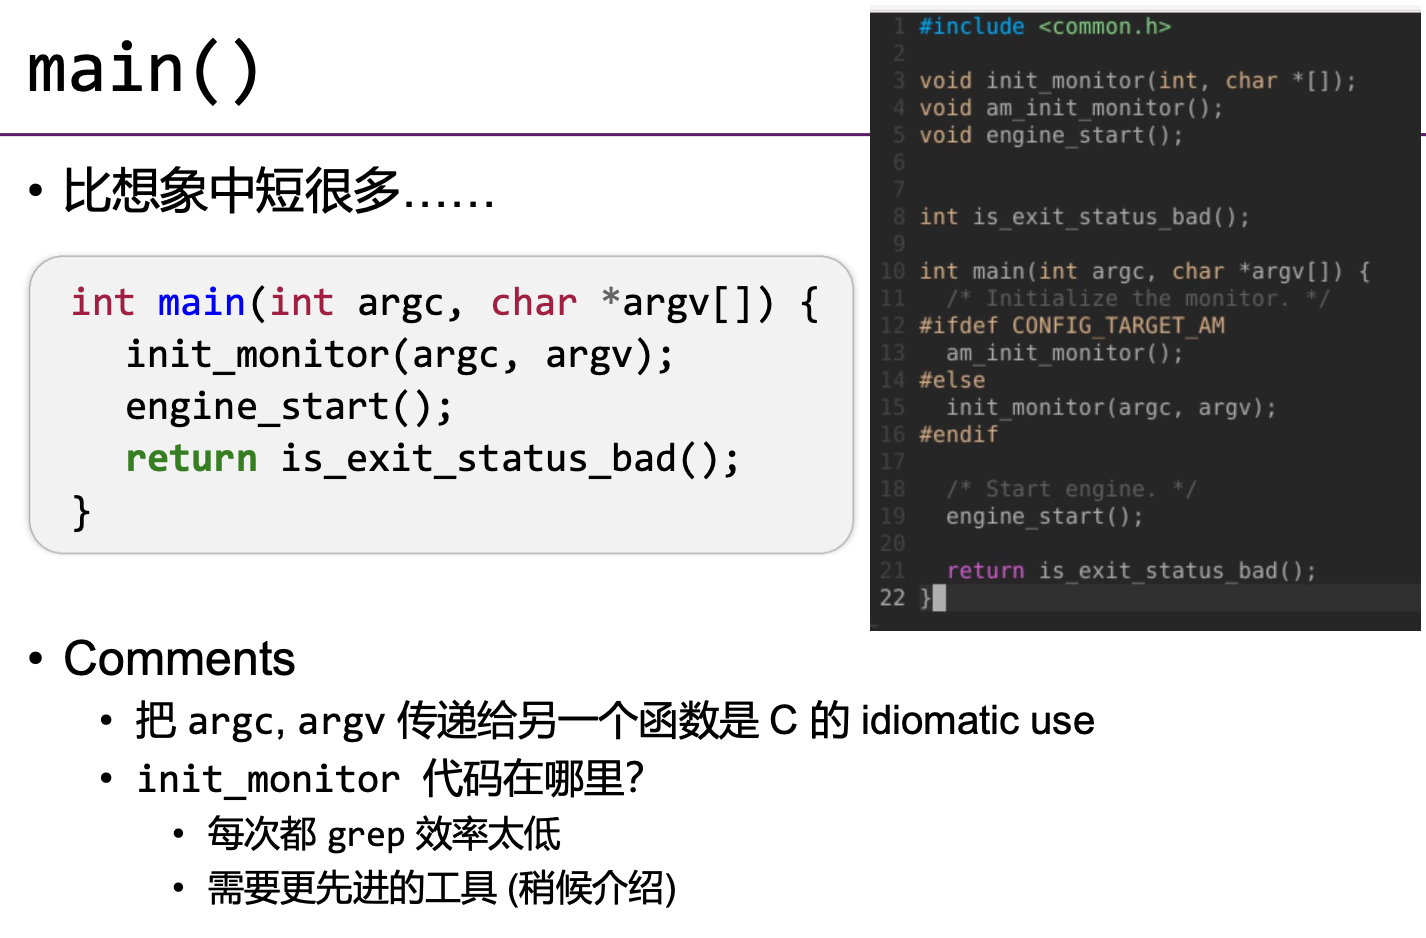 main()
• 比想象中短很多……
int main(int argc, char *argv[]) {
init_monitor(argc, argv);
engine_start();
return is_exit_status_bad();
}
• Comments
• 把 argc, argv 传递给另一个函数是 C 的 idiomatic use
• init_monitor 代码在哪里?
• 每次都 grep 效率太低
• 需要更先进的工具 (稍候介绍)
1 #include <common.h>
2
3 void init_monitor(int, char *[]);
4 void am_init_monitor();
5 void engine_start();
6
7
8 int is_exit_status_bad();
9
10 int main(int argc, char *argv[]) {
11 /* Initialize the monitor. */
12 #ifdef CONFIG_TARGET_AM
13 am_init_monitor();
14 #else
15 init_monitor(argc, argv);
16 #endif
17
18 /* Start engine. */
19 engine_start();
20
21 return is_exit_status_bad();
22 }
~